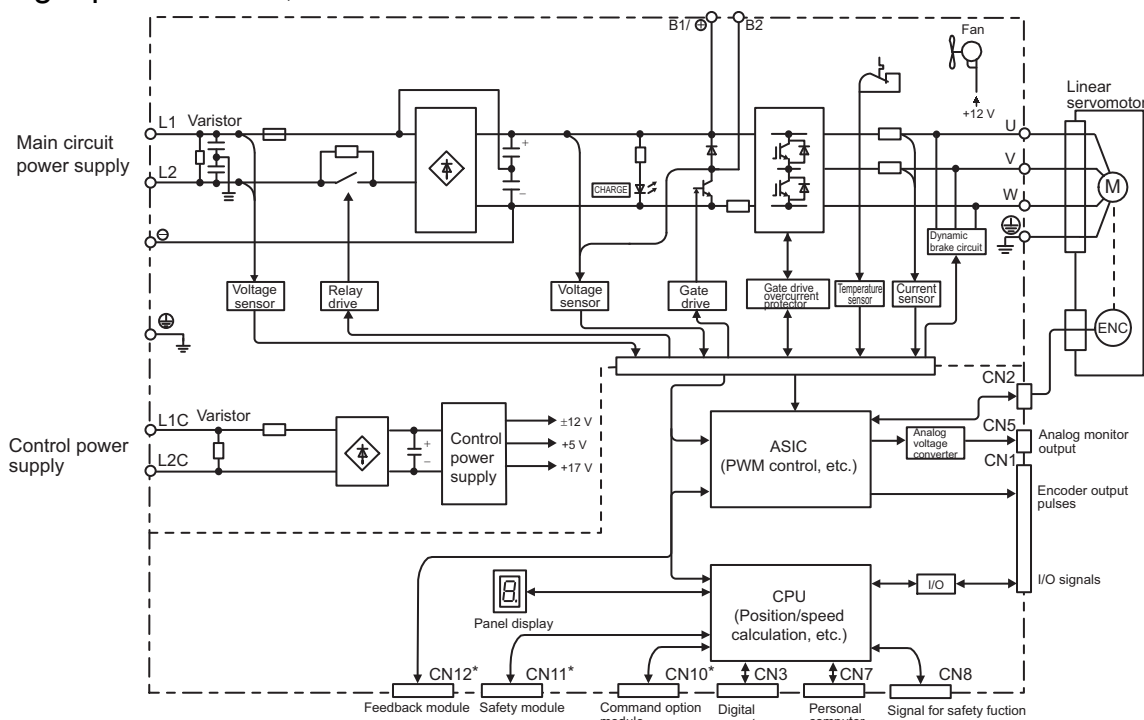 B1/ ⊕
B2
Fan
+12 V
Linear
servomotor
Main circuit
power supply
L1
Varistor
L2
+
−
CHARGE
U
V
W
M
⊖
Dynamic
brake circuit
Voltage
sensor
Relay
drive
Voltage
sensor
Gate
drive
Gate drive
overcurrent
protector
Temperature
sensor
Current
sensor
ENC
Control power
supply
L1C
Varistor
L2C
+
−
Control
power
supply
±12 V
+5 V
+17 V
ASIC
(PWM control, etc.)
Analog
voltage
converter
CN2
CN5
Analog monitor
output
CN1
Encoder output
pulses
I/O signals
I/O
CPU
(Position/speed
calculation, etc.)
8.
Panel display
CN12*
CN11*
CN10*
CN3
CN7
CN8
Feedback module
Safety module
Command option
Digital
Personal
Signal for safety fuction